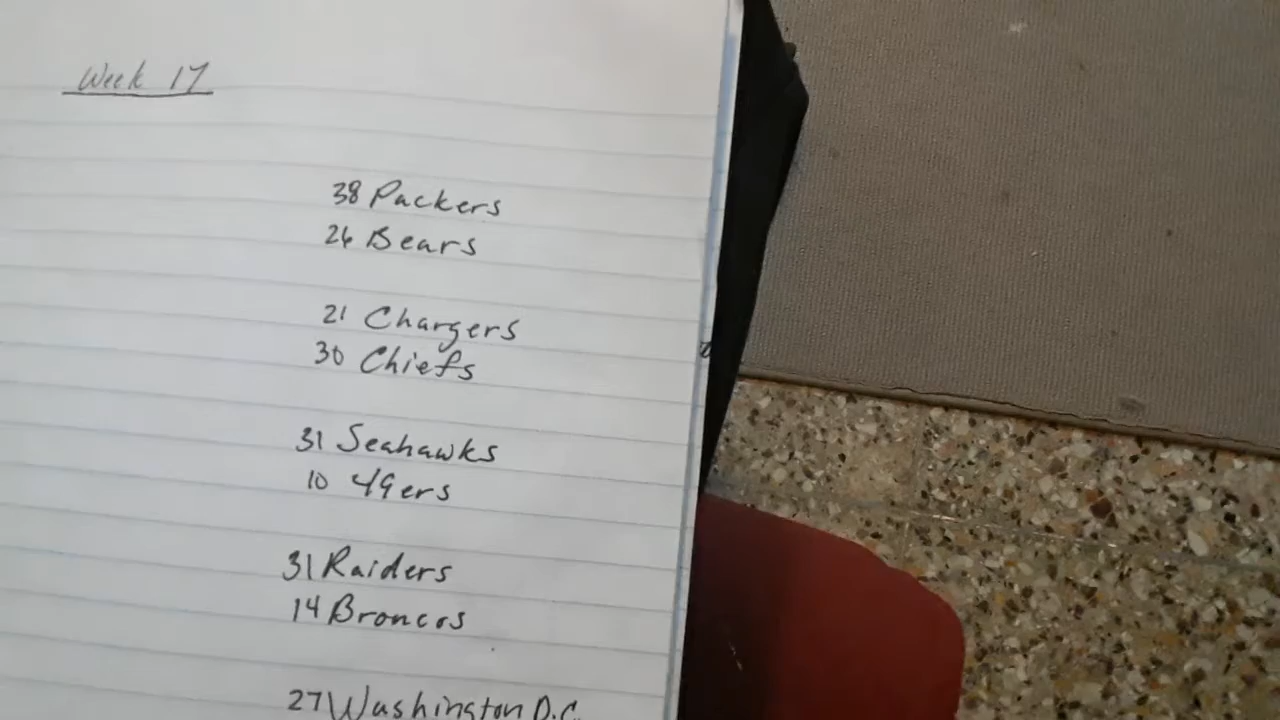 Week 17
38 Packers
26 Bears
21 Chargers
30 Chiefs
31 Seahawks
10 49ers
31 Raiders
14 Broncos
27 Washington D.C.